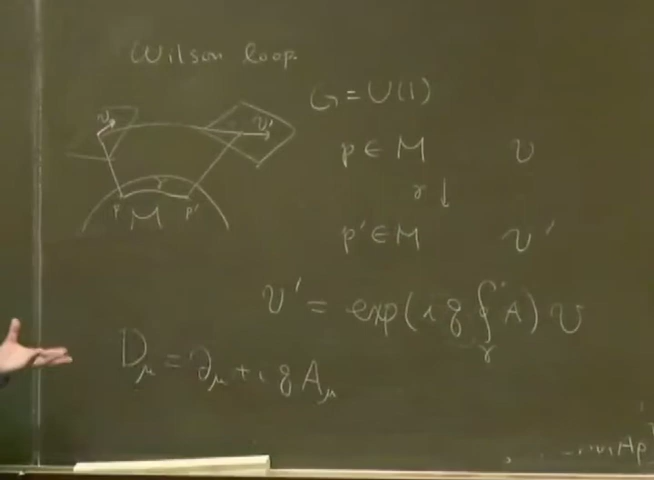 Wilson loop
G = U(1)
v v'
p ∈ M v
γ ↓
γ
p M p'
p' ∈ M v'
v' = exp(i g ∮_γ A) v
D_μ = ∂_μ + i g A_μ